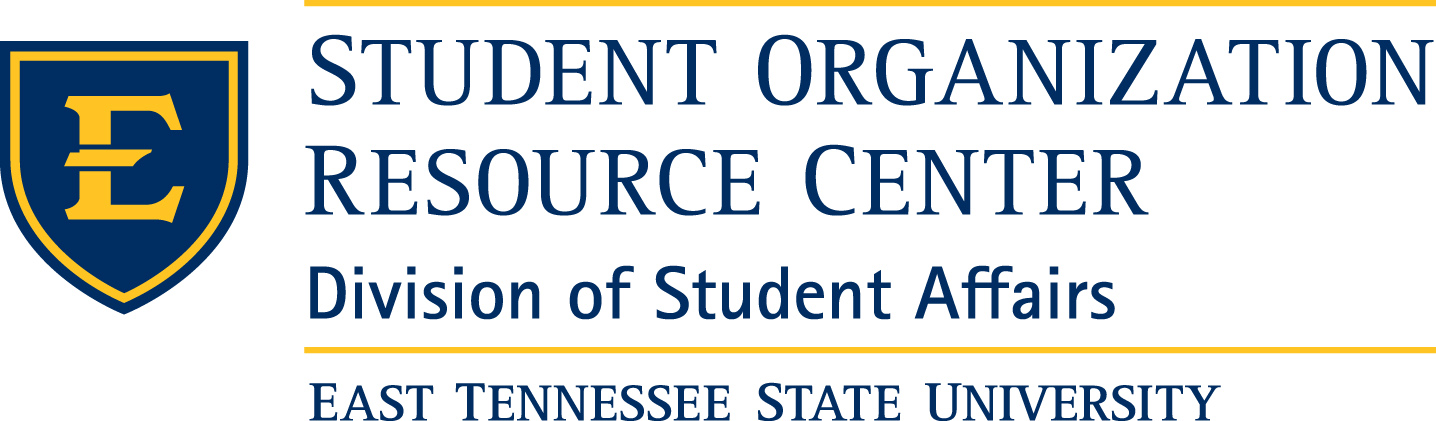 E
STUDENT ORGANIZATION
RESOURCE CENTER
Division of Student Affairs
EAST TENNESSEE STATE UNIVERSITY